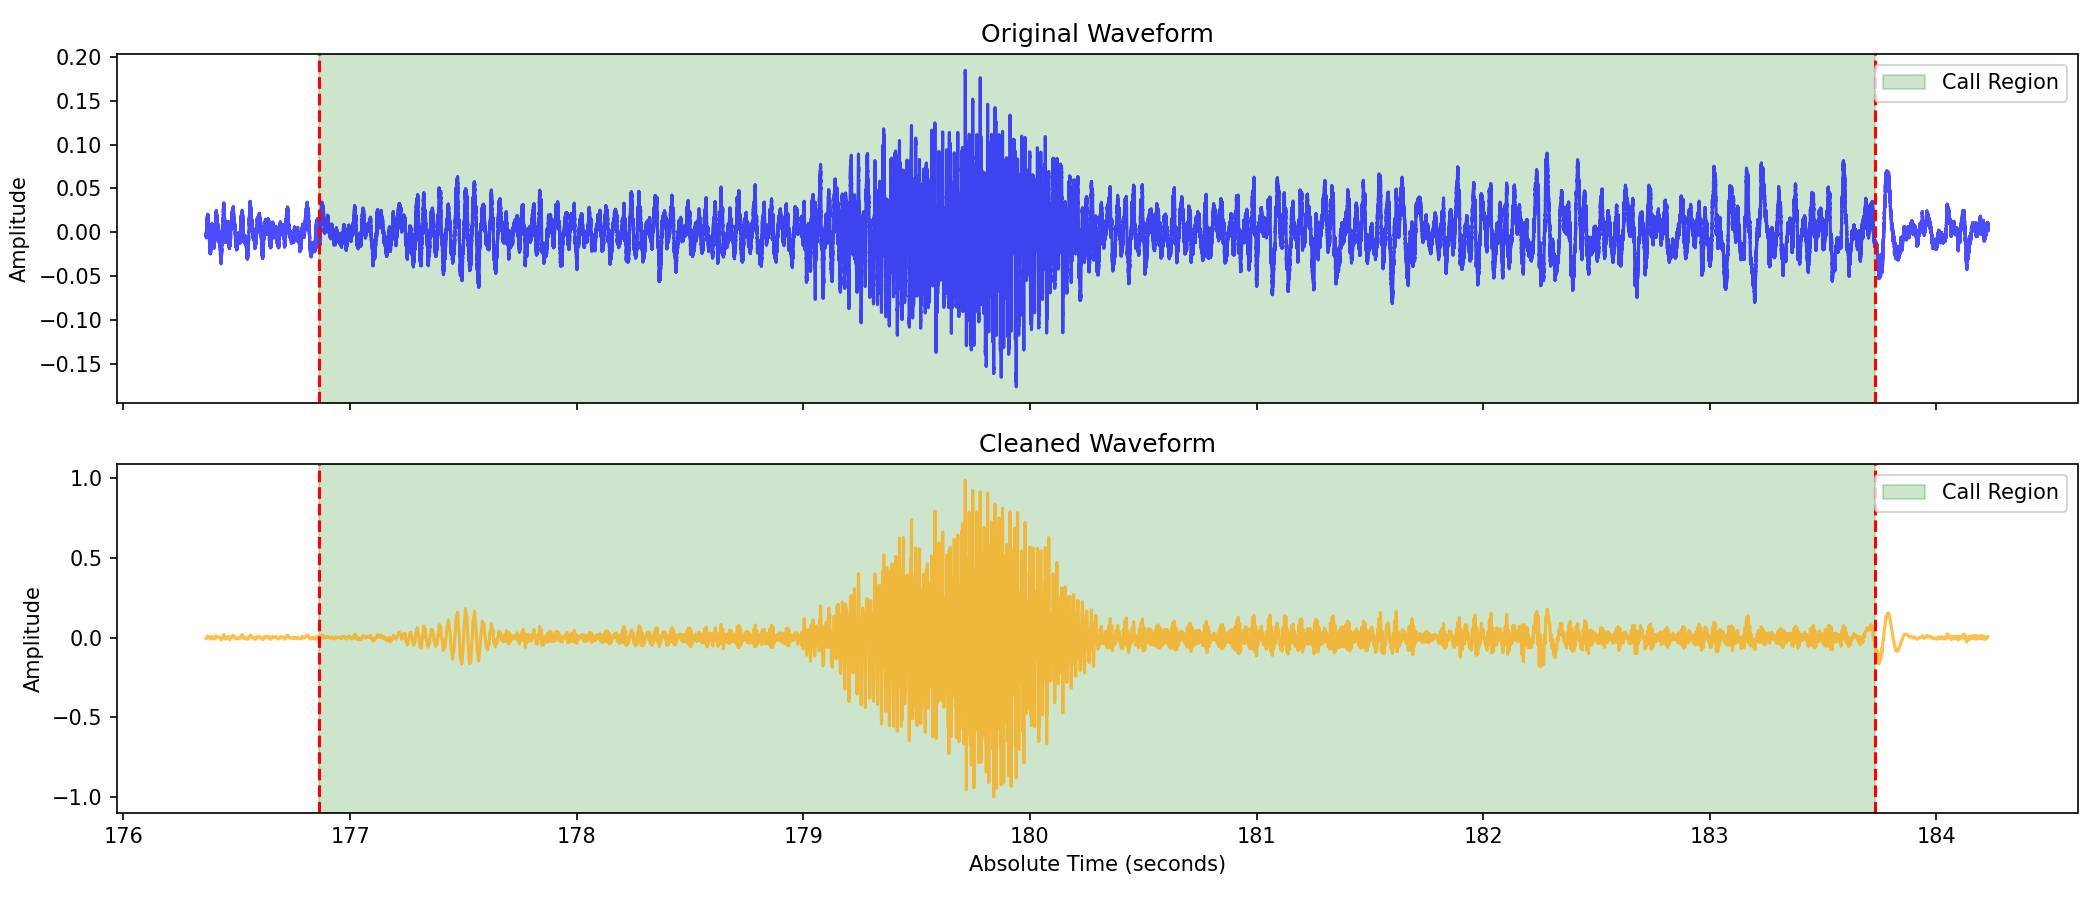 Original Waveform
0.20
0.15
0.10
0.05
0.00
−0.05
−0.10
−0.15
Amplitude
Call Region
Cleaned Waveform
1.0
0.5
0.0
−0.5
−1.0
Amplitude
Call Region
176 177 178 179 180 181 182 183 184
Absolute Time (seconds)